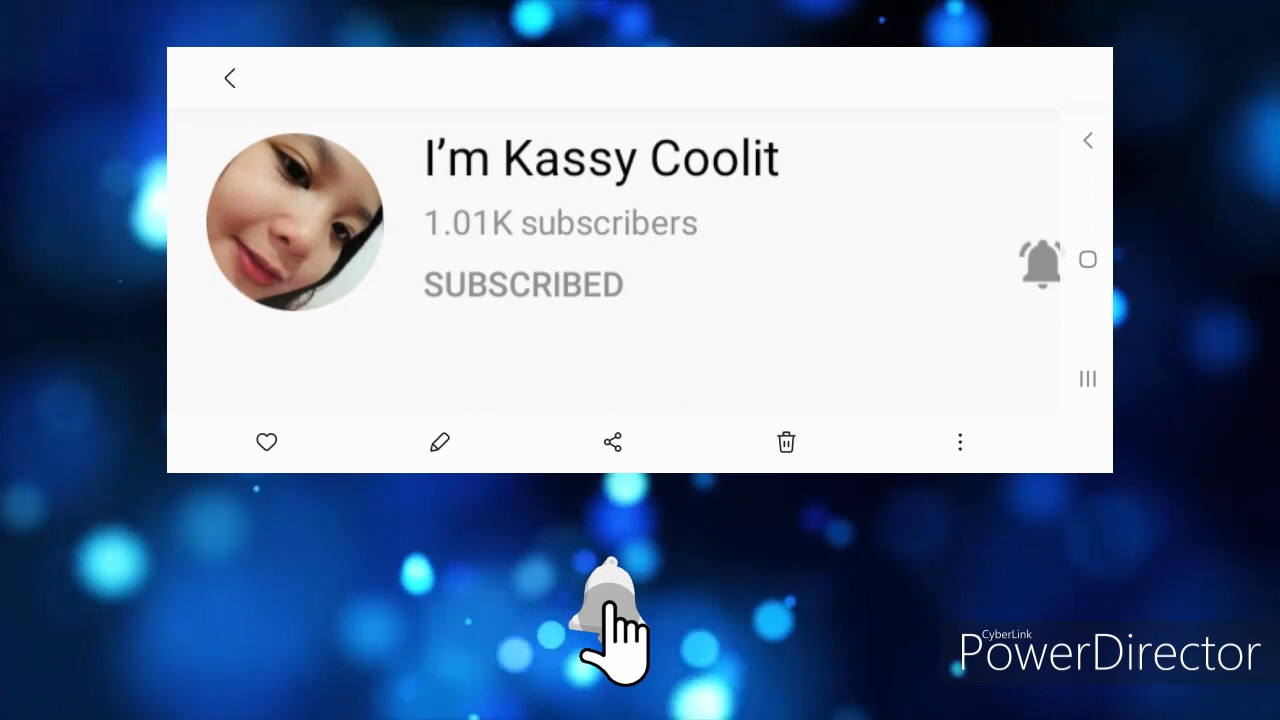 I'm Kassy Coolit
1.01K subscribers
SUBSCRIBED
CyberLink
PowerDirector